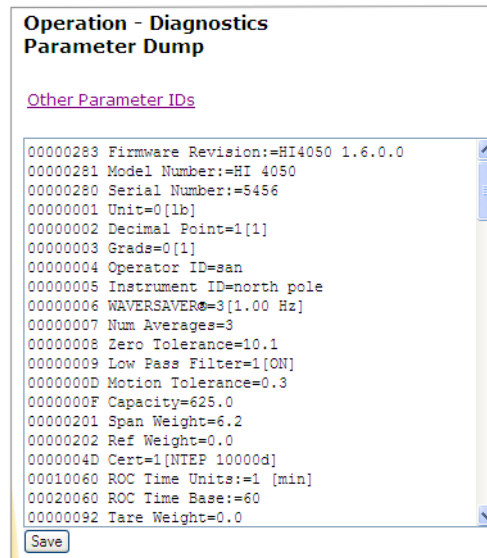 Operation - Diagnostics
Parameter Dump
Other Parameter IDs
00000283 Firmware Revision:=HI4050 1.6.0.0
00000281 Model Number:=HI 4050
00000280 Serial Number:=5456
00000001 Unit=0[lb]
00000002 Decimal Point=1[1]
00000003 Grads=0[1]
00000004 Operator ID=san
00000005 Instrument ID=north pole
00000006 WAVERSAVER®=3[1.00 Hz]
00000007 Num Averages=3
00000008 Zero Tolerance=10.1
00000009 Low Pass Filter=1[ON]
0000000D Motion Tolerance=0.3
0000000F Capacity=625.0
00000201 Span Weight=6.2
00000202 Ref Weight=0.0
0000004D Cert=1[NTEP 10000d]
00010060 ROC Time Units:=1 [min]
00020060 ROC Time Base:=60
00000092 Tare Weight=0.0
Save